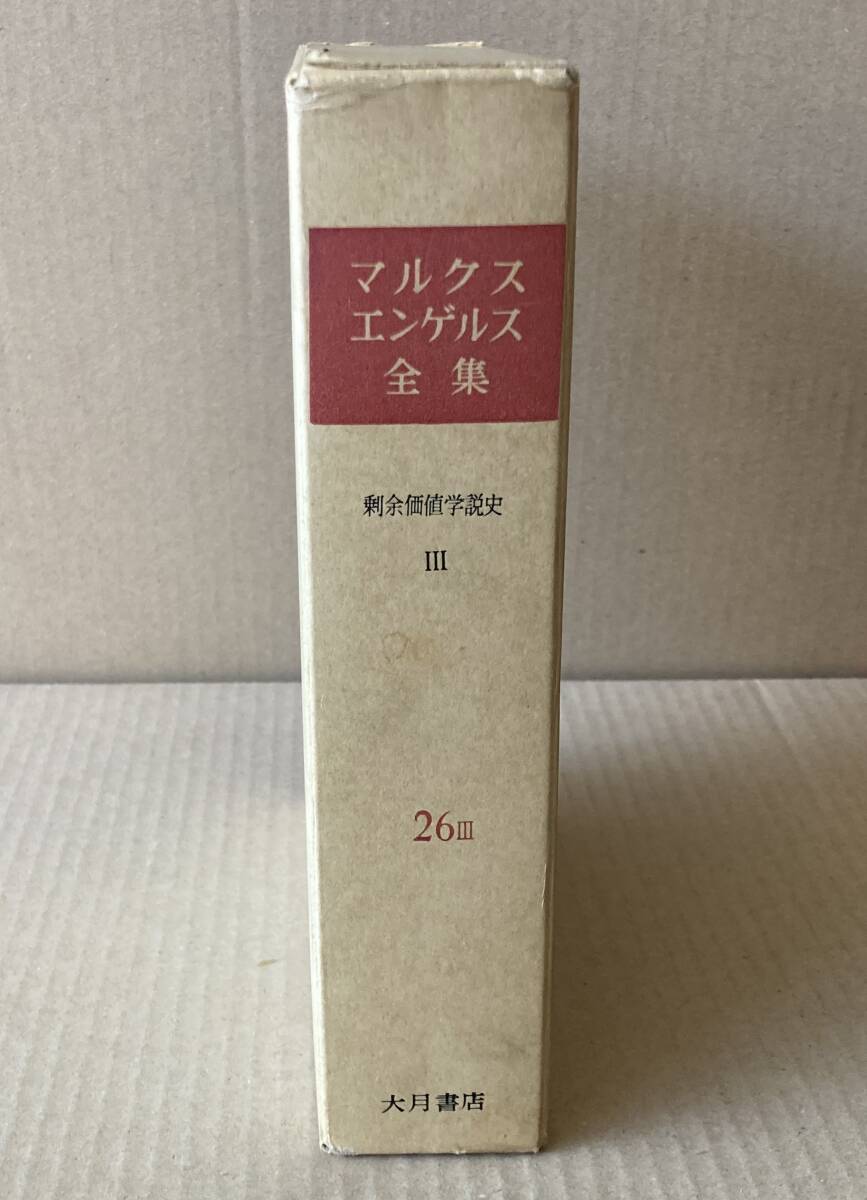 マルクス
エンゲルス
全集
剰余価値学説史
III
26III
大月書店